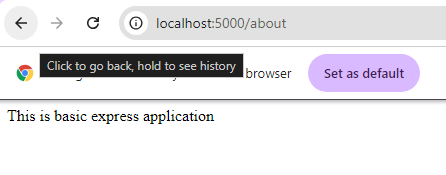 localhost:5000/about
Click to go back, hold to see history
browser
Set as default
This is basic express application